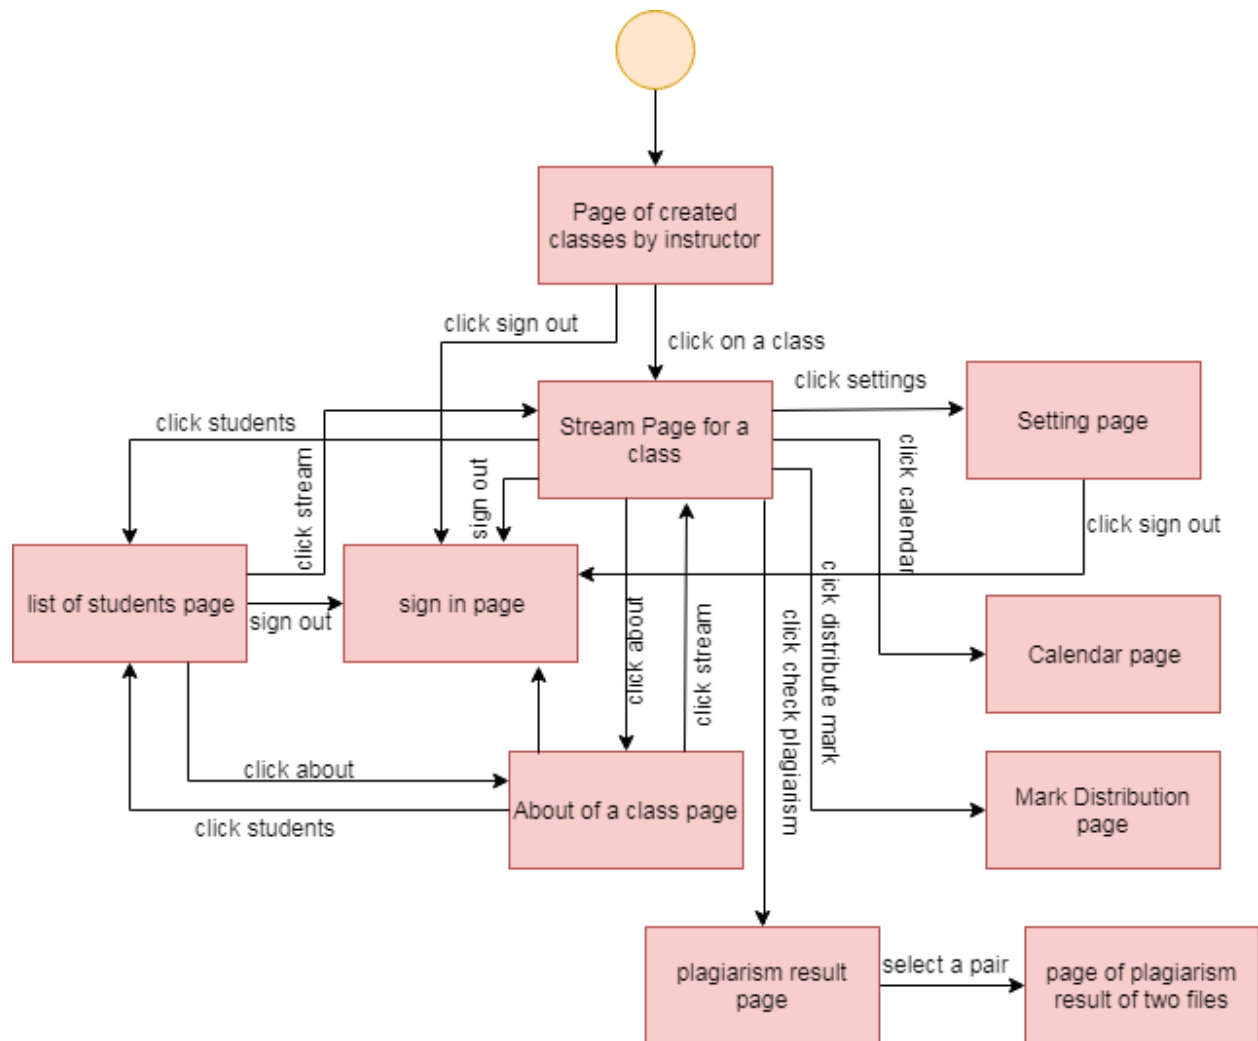 Page of created
classes by instructor
click sign out
click on a class
click settings
Stream Page for a
class
Setting page
click students
click stream
sign out
click calendar
click sign out
list of students page
sign out
sign in page
click about
click stream
click distribute mark
click check plagiarism
Calendar page
click about
click students
About of a class page
Mark Distribution
page
plagiarism result
page
select a pair
page of plagiarism
result of two files